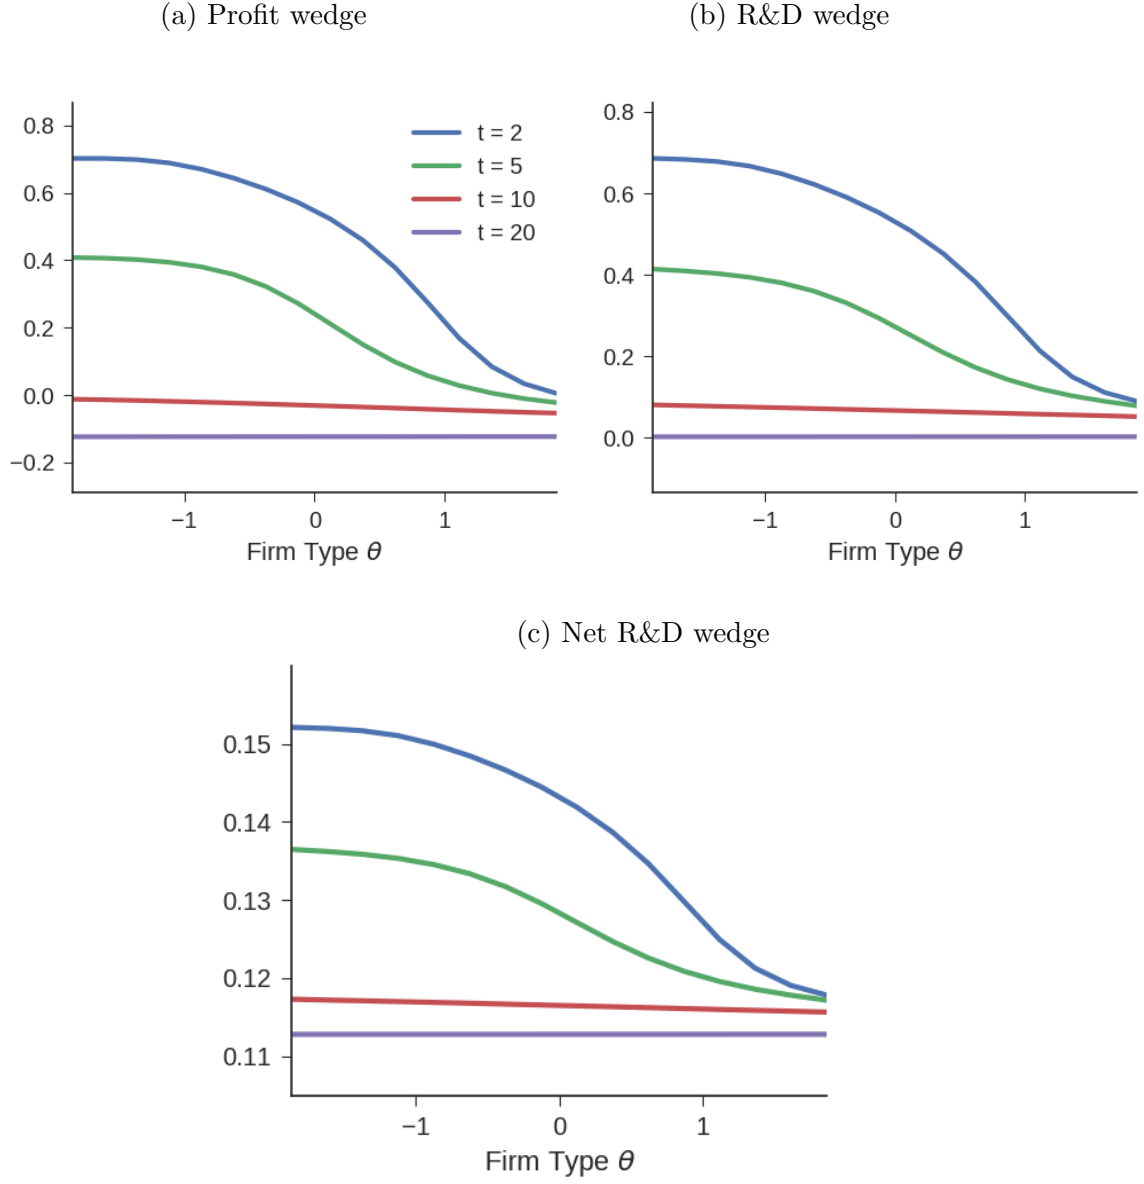 (a) Profit wedge
(b) R&D wedge
0.8
0.6
0.4
0.2
0.0
−0.2
t = 2
t = 5
t = 10
t = 20
−1 0 1
Firm Type θ
0.8
0.6
0.4
0.2
0.0
−1 0 1
Firm Type θ
(c) Net R&D wedge
0.15
0.14
0.13
0.12
0.11
−1 0 1
Firm Type θ